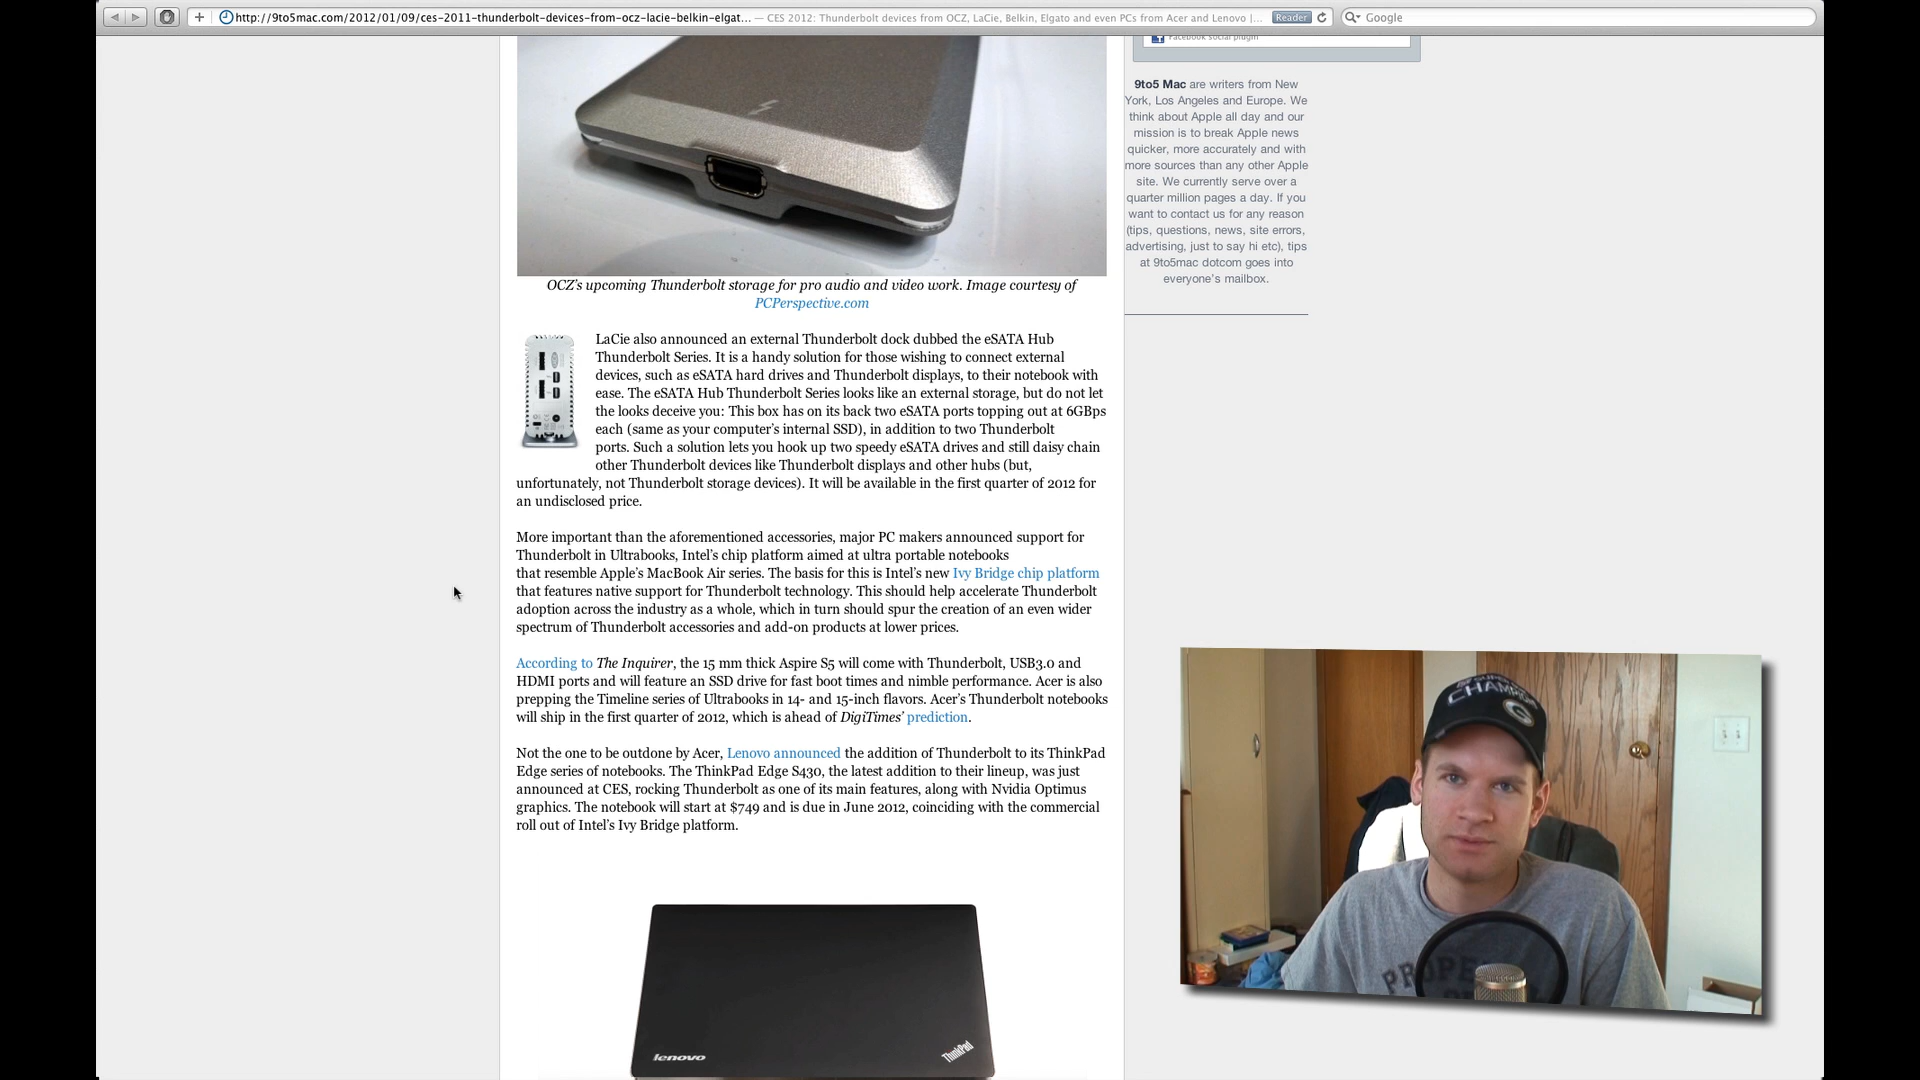 http://9to5mac.com/2012/01/09/ces-2011-thunderbolt-devices-from-ocz-lacie-belkin-elgat... — CES 2012: Thunderbolt devices from OCZ, LaCie, Belkin, Elgato and even PCs from Acer and Lenovo |... Reader Google
Facebook social plugin
9to5 Mac are writers from New
York, Los Angeles and Europe. We
think about Apple all day and our
mission is to break Apple news
quicker, more accurately and with
more sources than any other Apple
site. We currently serve over a
quarter million pages a day. If you
want to contact us for any reason
(tips, questions, news, site errors,
advertising, just to say hi etc), tips
at 9to5mac dotcom goes into
everyone's mailbox.
OCZ's upcoming Thunderbolt storage for pro audio and video work. Image courtesy of
PCPerspective.com
LaCie also announced an external Thunderbolt dock dubbed the eSATA Hub
Thunderbolt Series. It is a handy solution for those wishing to connect external
devices, such as eSATA hard drives and Thunderbolt displays, to their notebook with
ease. The eSATA Hub Thunderbolt Series looks like an external storage, but do not let
the looks deceive you: This box has on its back two eSATA ports topping out at 6GBps
each (same as your computer's internal SSD), in addition to two Thunderbolt
ports. Such a solution lets you hook up two speedy eSATA drives and still daisy chain
other Thunderbolt devices like Thunderbolt displays and other hubs (but,
unfortunately, not Thunderbolt storage devices). It will be available in the first quarter of 2012 for
an undisclosed price.
More important than the aforementioned accessories, major PC makers announced support for
Thunderbolt in Ultrabooks, Intel's chip platform aimed at ultra portable notebooks
that resemble Apple's MacBook Air series. The basis for this is Intel's new Ivy Bridge chip platform
that features native support for Thunderbolt technology. This should help accelerate Thunderbolt
adoption across the industry as a whole, which in turn should spur the creation of an even wider
spectrum of Thunderbolt accessories and add-on products at lower prices.
According to The Inquirer, the 15 mm thick Aspire S5 will come with Thunderbolt, USB3.0 and
HDMI ports and will feature an SSD drive for fast boot times and nimble performance. Acer is also
prepping the Timeline series of Ultrabooks in 14- and 15-inch flavors. Acer's Thunderbolt notebooks
will ship in the first quarter of 2012, which is ahead of DigiTimes' prediction.
Not the one to be outdone by Acer, Lenovo announced the addition of Thunderbolt to its ThinkPad
Edge series of notebooks. The ThinkPad Edge S430, the latest addition to their lineup, was just
announced at CES, rocking Thunderbolt as one of its main features, along with Nvidia Optimus
graphics. The notebook will start at $749 and is due in June 2012, coinciding with the commercial
roll out of Intel's Ivy Bridge platform.
lenovo
ThinkPad
CHAMPIONS
G
PROPE